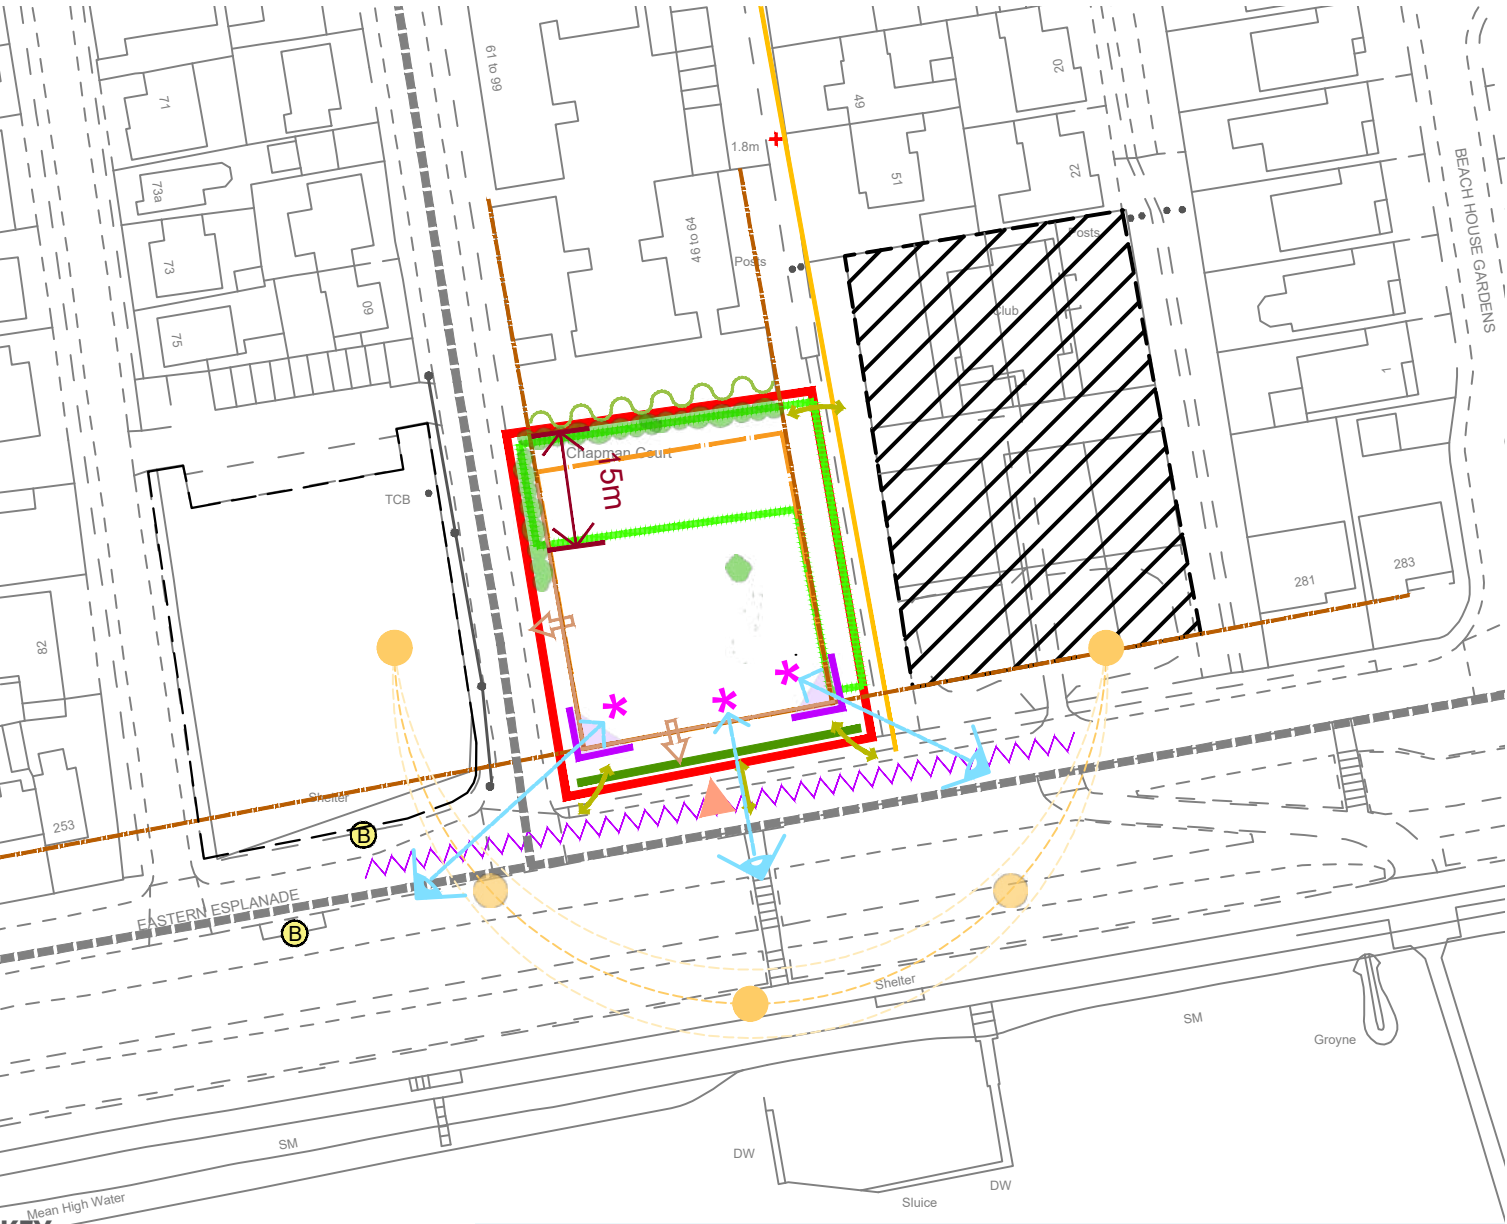 61 to 99
20
71
49
1.8m
BEACH HOUSE GARDENS
22
51
73a
46 to 64
Posts
73
Posts
60
Club
75
1
Chapman Court
15m
TCB
283
281
82
Shelter
253
B
EASTERN ESPLANADE
B
Shelter
SM
Groyne
SM
DW
DW
Mean High Water
Sluice
KEY